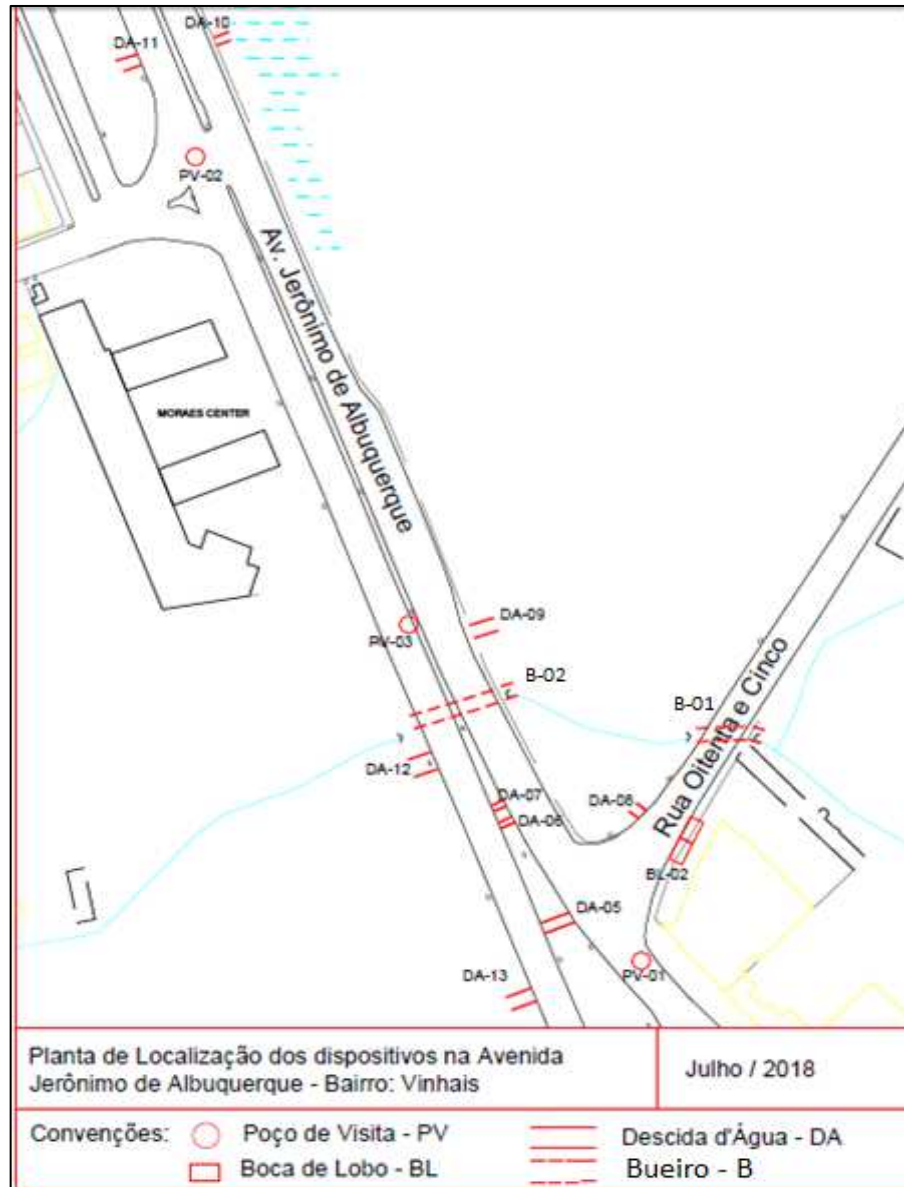 DA-10
DA-11
PV-02
Av. Jerônimo de Albuquerque
MORAES CENTER
DA-09
PV-03
B-02
B-01
Rua Oitenta e Cinco
DA-12
DA-07
DA-06
DA-08
BL-02
DA-05
PV-01
DA-13
Planta de Localização dos dispositivos na Avenida
Jerônimo de Albuquerque - Bairro: Vinhais
Julho / 2018
Convenções:
Poço de Visita - PV
Descida d'Água - DA
Boca de Lobo - BL
Bueiro - B